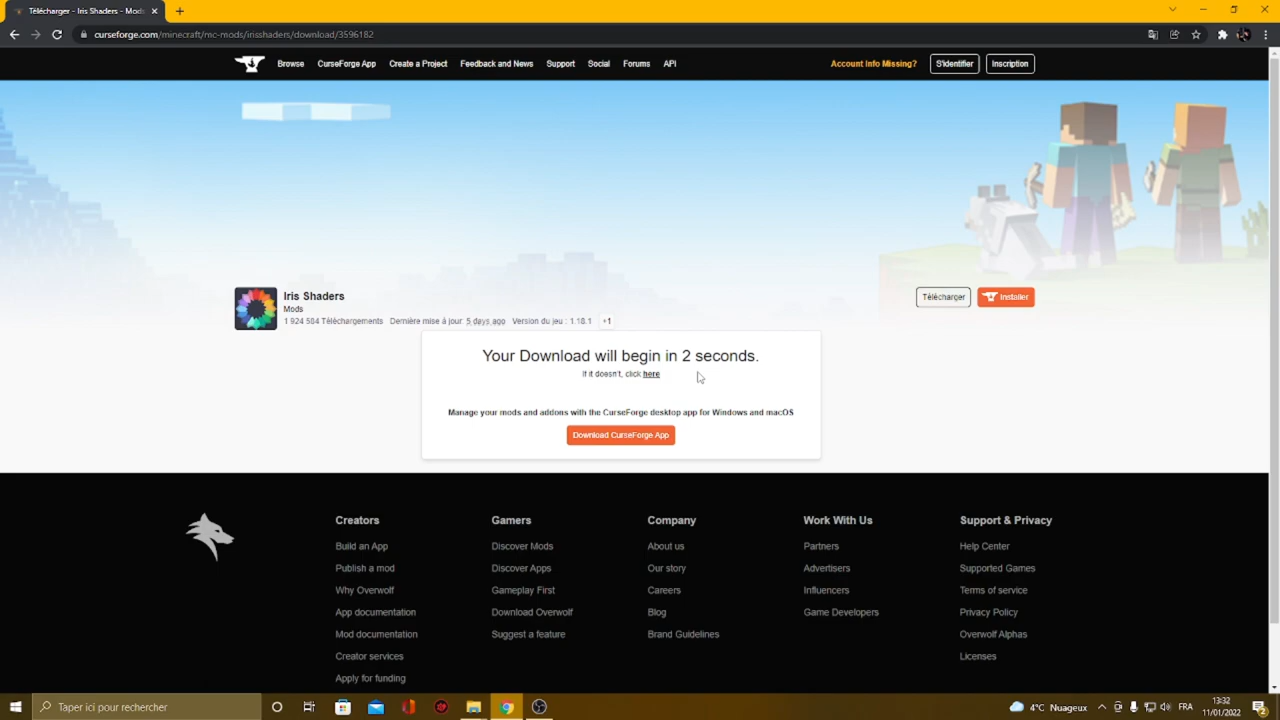 Télécharger - Iris Shaders - Mods
curseforge.com/minecraft/mc-mods/irisshaders/download/3596182
Browse CurseForge App Create a Project Feedback and News Support Social Forums API Account Info Missing? S'identifier Inscription
Iris Shaders
Mods
1 924 584 Téléchargements Dernière mise à jour: 5 days ago Version du jeu : 1.18.1 +1
Télécharger Installer
Your Download will begin in 2 seconds.
If it doesn't, click here
Manage your mods and addons with the CurseForge desktop app for Windows and macOS
Download CurseForge App
Creators
Build an App
Publish a mod
Why Overwolf
App documentation
Mod documentation
Creator services
Apply for funding
Gamers
Discover Mods
Discover Apps
Gameplay First
Download Overwolf
Suggest a feature
Company
About us
Our story
Careers
Blog
Brand Guidelines
Work With Us
Partners
Advertisers
Influencers
Game Developers
Support & Privacy
Help Center
Supported Games
Terms of service
Privacy Policy
Overwolf Alphas
Licenses
Taper ici pour rechercher
4°C Nuageux
FRA
13:32
11/01/2022
2